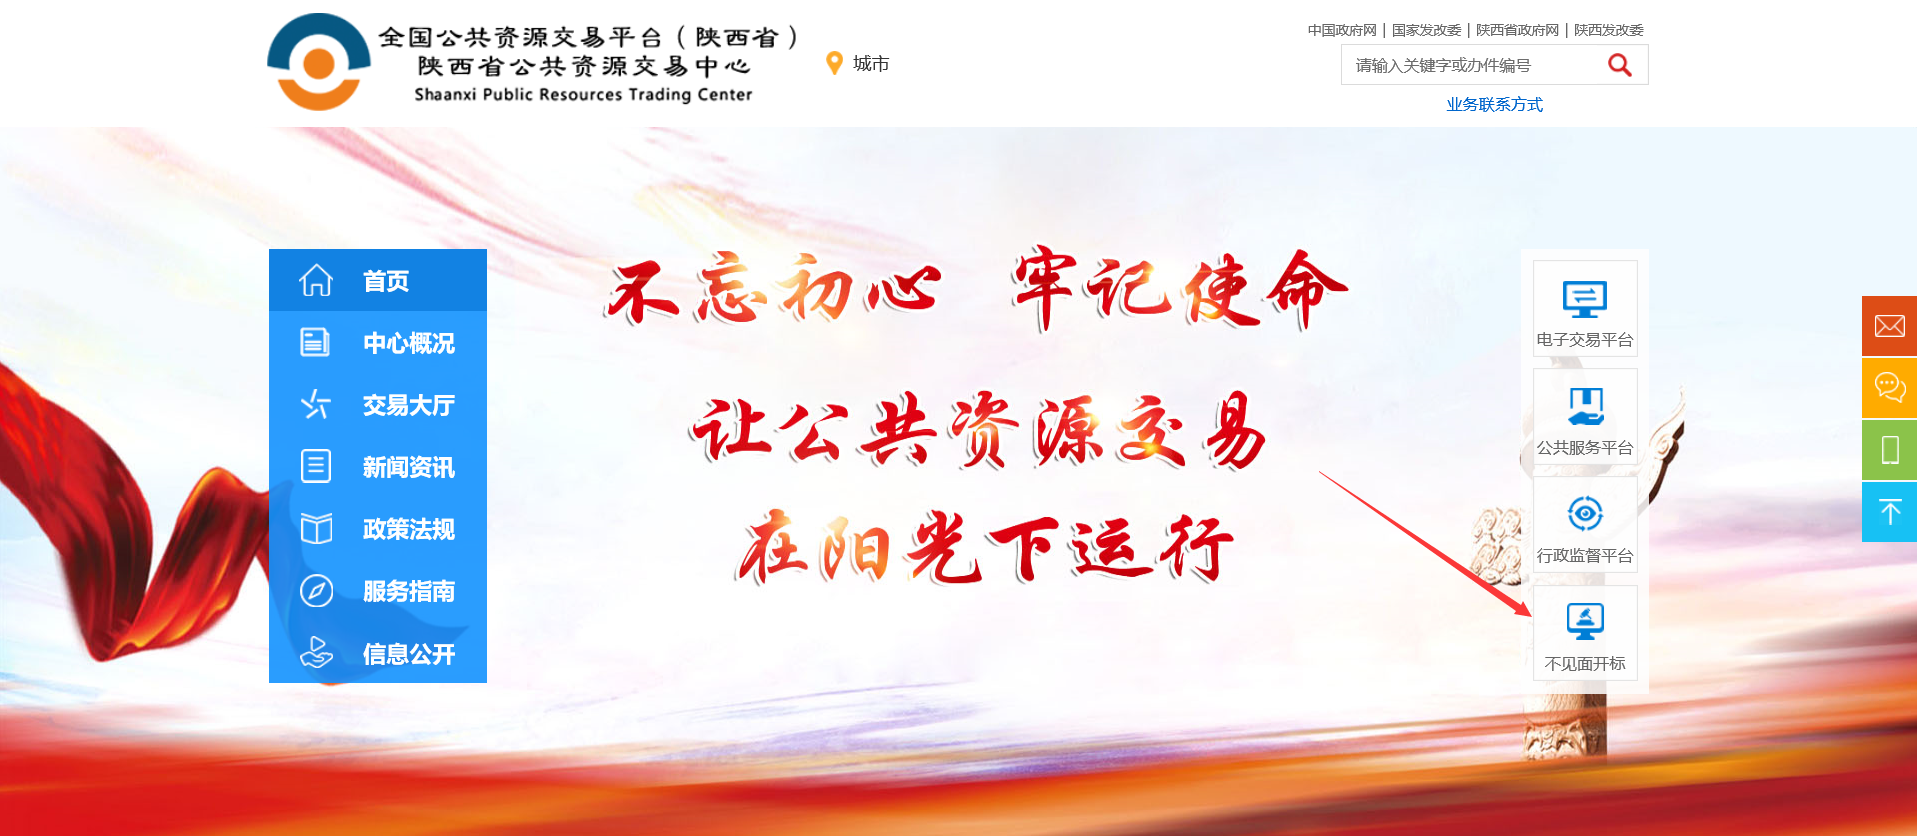 全国公共资源交易平台（陕西省）
陕西省公共资源交易中心
Shaanxi Public Resources Trading Center
城市
中国政府网 | 国家发改委 | 陕西省政府网 | 陕西发改委
请输入关键字或办件编号
业务联系方式
首页
中心概况
交易大厅
新闻资讯
政策法规
服务指南
信息公开
不忘初心 牢记使命
让公共资源交易
在阳光下运行
电子交易平台
公共服务平台
行政监督平台
不见面开标